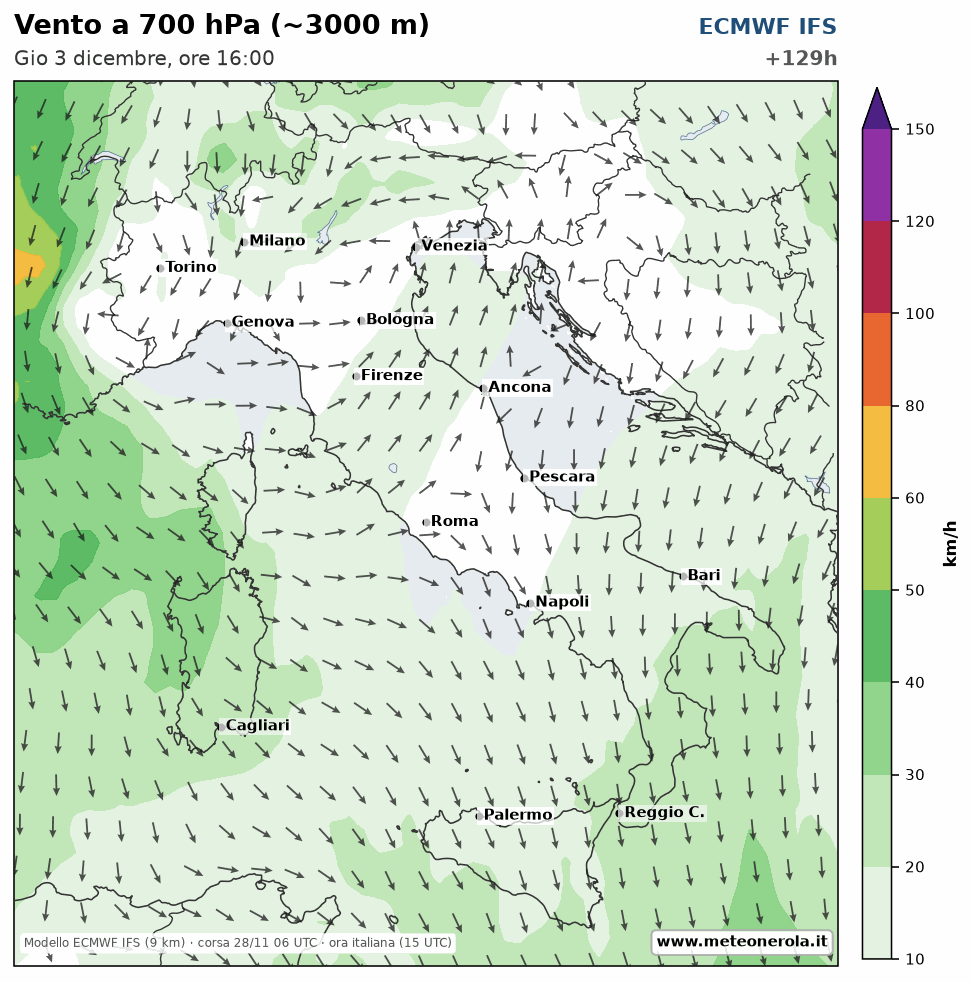 Vento a 700 hPa (~3000 m)
ECMWF IFS
Gio 3 dicembre, ore 16:00
+129h
Milano
Venezia
Torino
Genova
Bologna
Firenze
Ancona
Pescara
Roma
Bari
Napoli
Cagliari
Palermo
Reggio C.
150
120
100
80
60
50
40
30
20
10
km/h
Modello ECMWF IFS (9 km) · corsa 28/11 06 UTC · ora italiana (15 UTC)
www.meteonerola.it